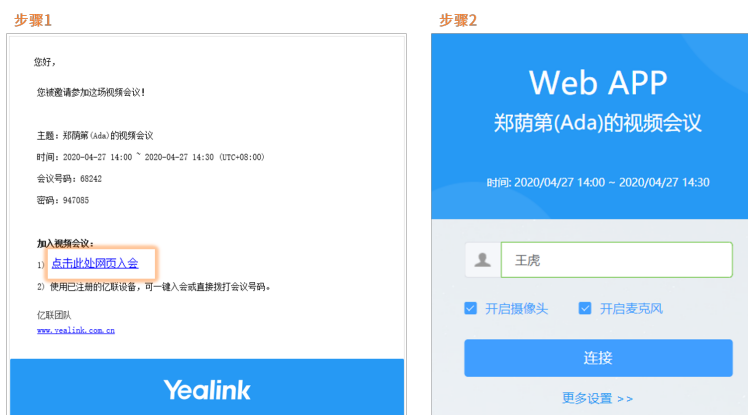 步骤1
您好，
您被邀请参加这场视频会议！
主题：郑荫第(Ada)的视频会议
时间：2020-04-27 14:00 ~ 2020-04-27 14:30 (UTC+08:00)
会议号码：68242
密码：947085
加入视频会议：
1) 点击此处网页入会
2) 使用已注册的亿联设备，可一键入会或直接拨打会议号码。
亿联团队
www.yealink.com.cn
Yealink
步骤2
Web APP
郑荫第(Ada)的视频会议
时间: 2020/04/27 14:00 ~ 2020/04/27 14:30
王虎
开启摄像头 开启麦克风
连接
更多设置 >>